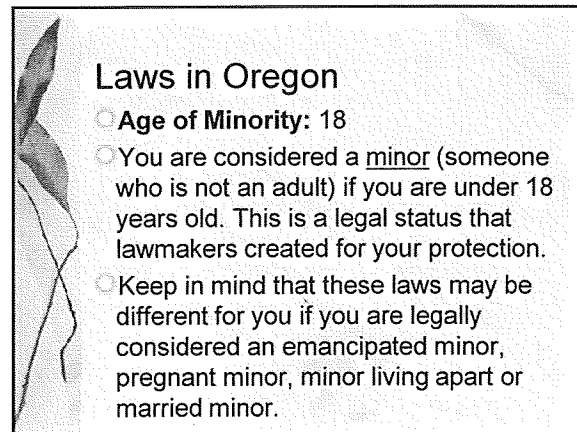 Laws in Oregon
Age of Minority: 18
You are considered a minor (someone
who is not an adult) if you are under 18
years old. This is a legal status that
lawmakers created for your protection.
Keep in mind that these laws may be
different for you if you are legally
considered an emancipated minor,
pregnant minor, minor living apart or
married minor.